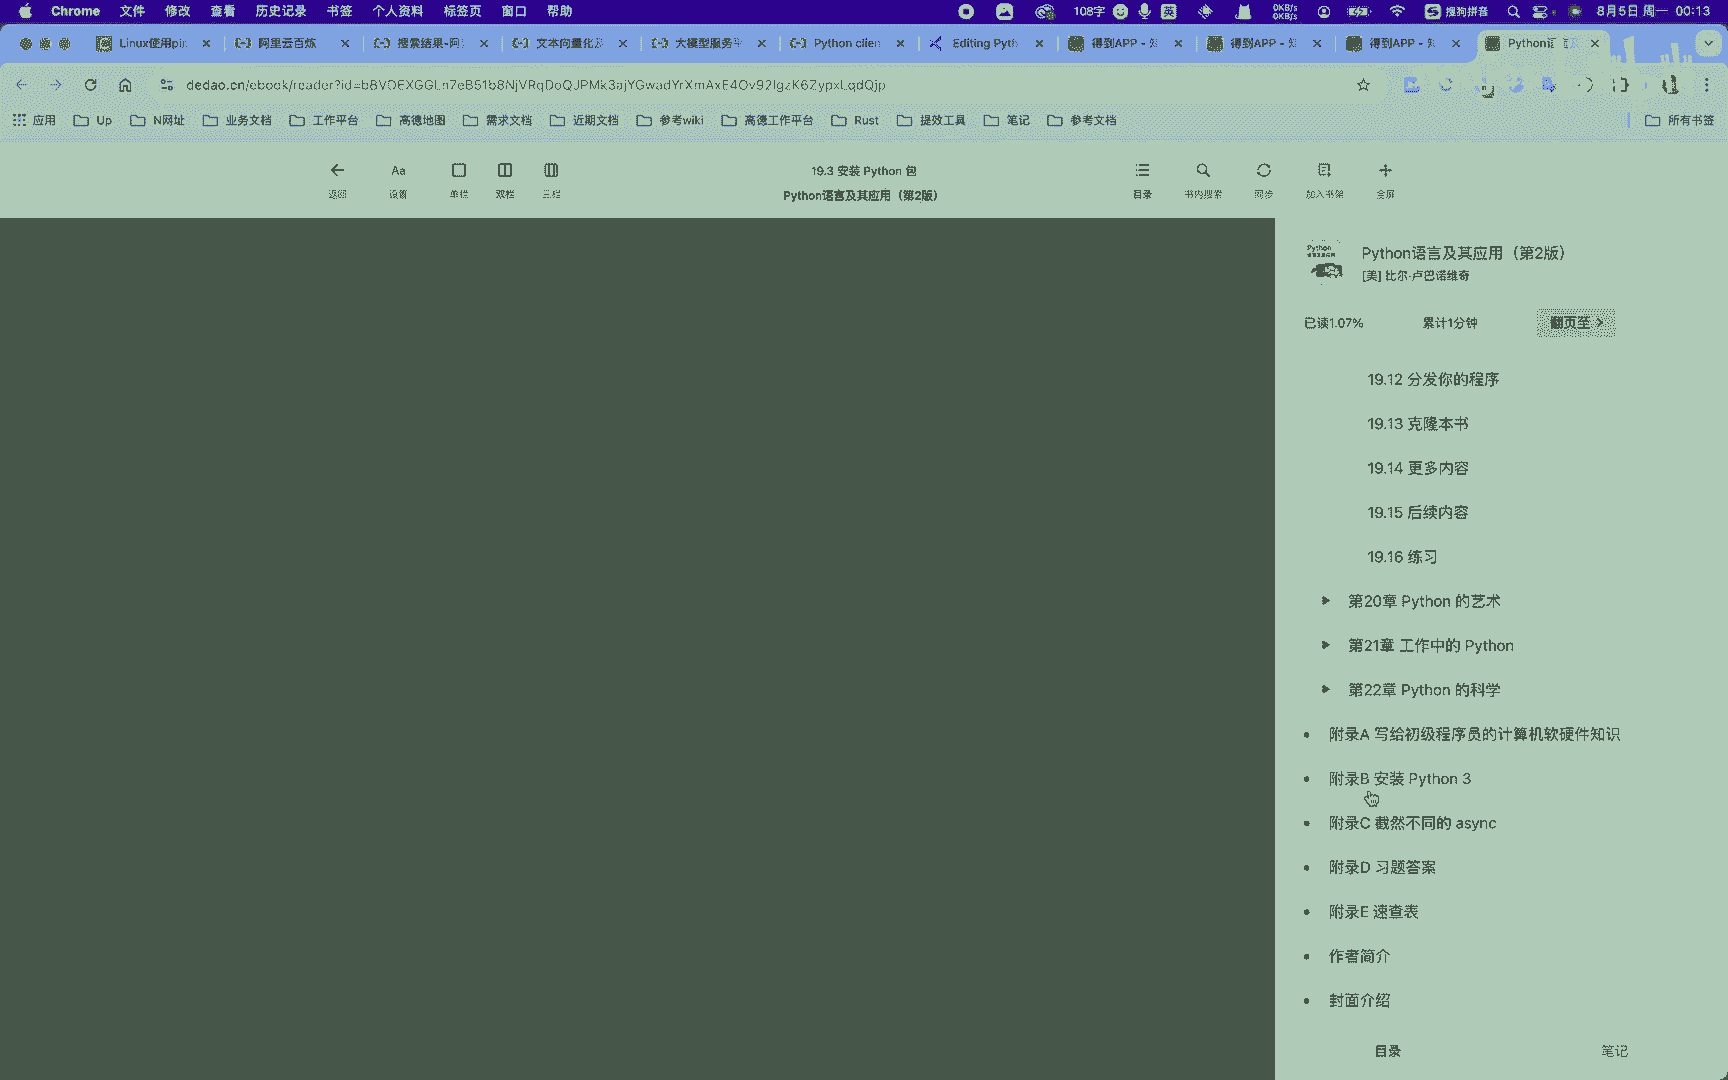 Chrome 文件 修改 查看 历史记录 书签 个人资料 标签页 窗口 帮助 108字 英 0KB/s 0KB/s 搜狗拼音 8月5日 周一 00:13
Linux使用pi 阿里云百炼 搜索结果-阿 文本向量化及 大模型服务平 Python clien Editing Pyth 得到APP - 知 得到APP - 知 得到APP - 知 Python语言及
应用 Up N网址 业务文档 工作平台 高德地图 需求文档 近期文档 参考wiki 高德工作平台 Rust 提效工具 笔记 参考文档 所有书签
19.3 安装 Python 包
返回 设置 单栏 双栏 三栏 Python语言及其应用（第2版） 目录 书内搜索 同步 加入书架 全屏
Python语言及其应用（第2版）
[美] 比尔·卢巴诺维奇
已读1.07% 累计1分钟 翻页至
19.12 分发你的程序
19.13 克隆本书
19.14 更多内容
19.15 后续内容
19.16 练习
第20章 Python 的艺术
第21章 工作中的 Python
第22章 Python 的科学
附录A 写给初级程序员的计算机软硬件知识
附录B 安装 Python 3
附录C 截然不同的 async
附录D 习题答案
附录E 速查表
作者简介
封面介绍
目录 笔记